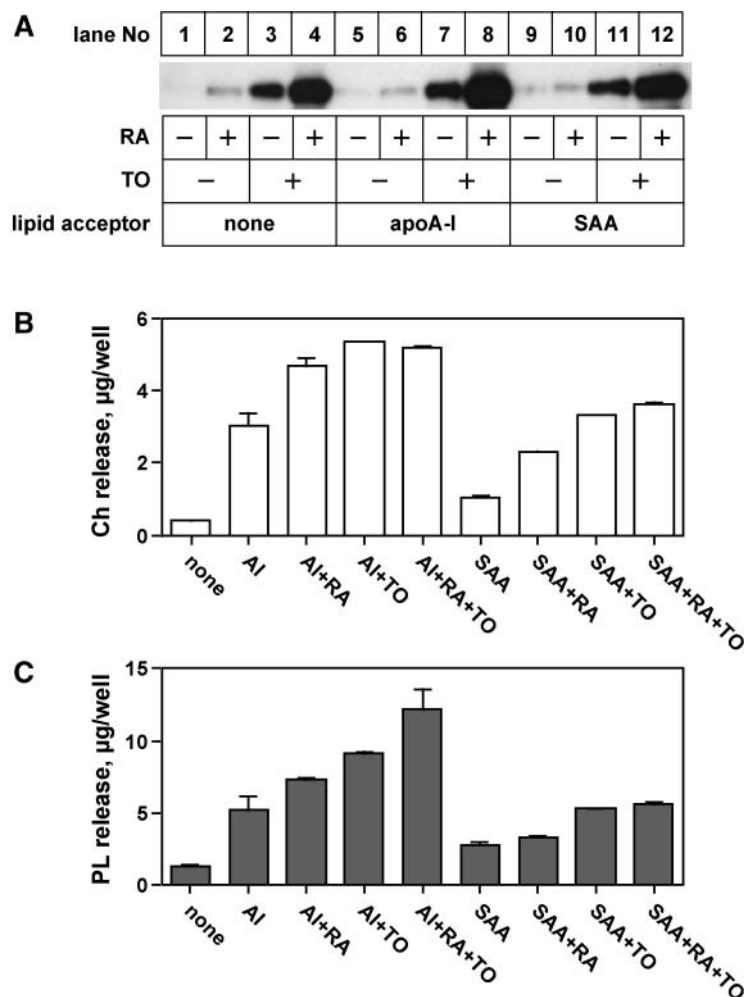 A
lane No 1 2 3 4 5 6 7 8 9 10 11 12
RA − + − + − + − + − + − +
TO − + − + − +
lipid acceptor none apoA-I SAA
B
Ch release, µg/well
6
4
2
0
none AI AI+RA AI+TO AI+RA+TO SAA SAA+RA SAA+TO SAA+RA+TO
C
PL release, µg/well
15
10
5
0
none AI AI+RA AI+TO AI+RA+TO SAA SAA+RA SAA+TO SAA+RA+TO